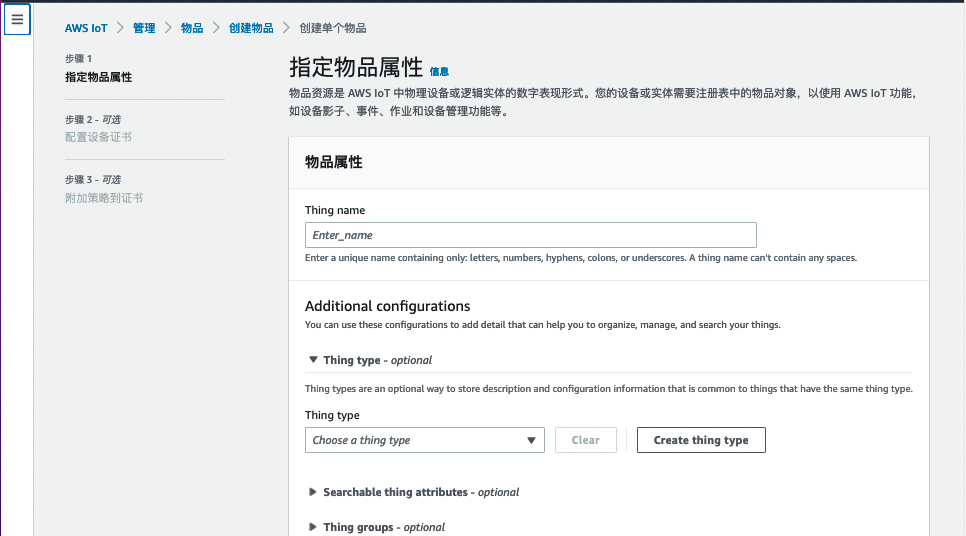 AWS IoT > 管理 > 物品 > 创建物品 > 创建单个物品
步骤 1
指定物品属性
步骤 2 - 可选
配置设备证书
步骤 3 - 可选
附加策略到证书
指定物品属性 信息
物品资源是 AWS IoT 中物理设备或逻辑实体的数字表现形式。您的设备或实体需要注册表中的物品对象，以使用 AWS IoT 功能，
如设备影子、事件、作业和设备管理功能等。
物品属性
Thing name
Enter_name
Enter a unique name containing only: letters, numbers, hyphens, colons, or underscores. A thing name can't contain any spaces.
Additional configurations
You can use these configurations to add detail that can help you to organize, manage, and search your things.
Thing type - optional
Thing types are an optional way to store description and configuration information that is common to things that have the same thing type.
Thing type
Choose a thing type Clear Create thing type
Searchable thing attributes - optional
Thing groups - optional